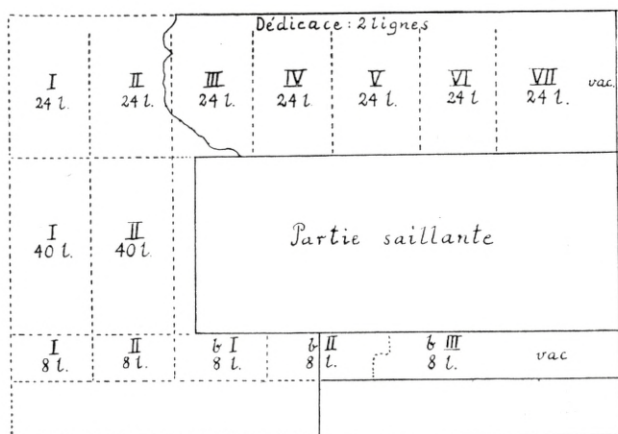 Dédicace: 2 lignes
I II III IV V VI VII
24 l. 24 l. 24 l. 24 l. 24 l. 24 l 24 l. vac.
I II Partie saillante
40 l. 40 l.
I II b I b II b III
8 l. 8 l. 8 l. 8 l. 8 l. vac